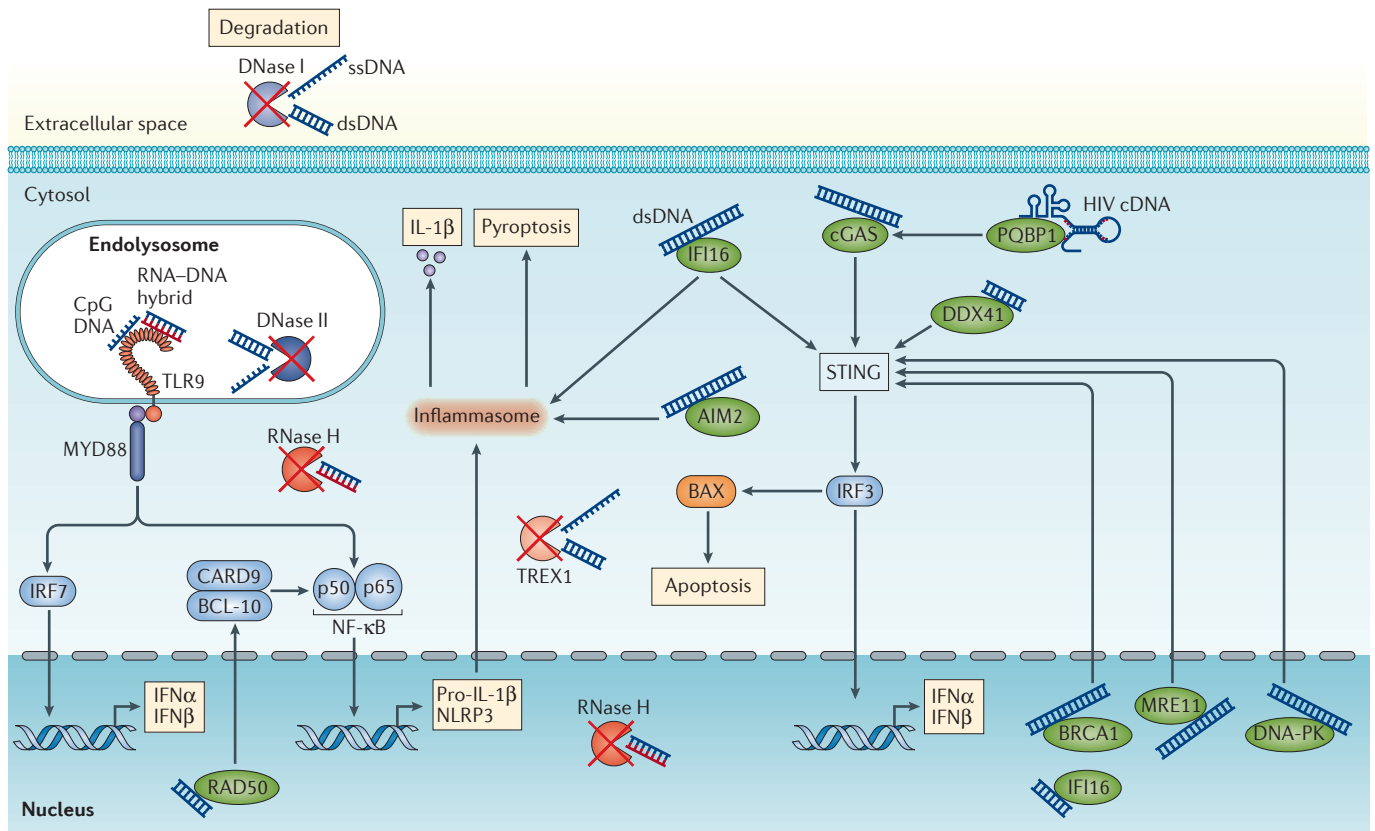 Degradation
DNase I
ssDNA
dsDNA
Extracellular space
Cytosol
Endolysosome
RNA–DNA
hybrid
CpG
DNA
DNase II
TLR9
MYD88
RNase H
IL-1β
Pyroptosis
dsDNA
IFI16
cGAS
PQBP1
HIV cDNA
DDX41
STING
Inflammasome
AIM2
BAX
IRF3
TREX1
Apoptosis
IRF7
CARD9
BCL-10
p50
p65
NF-κB
IFNα
IFNβ
Pro-IL-1β
NLRP3
RNase H
IFNα
IFNβ
BRCA1
MRE11
DNA-PK
RAD50
IFI16
Nucleus